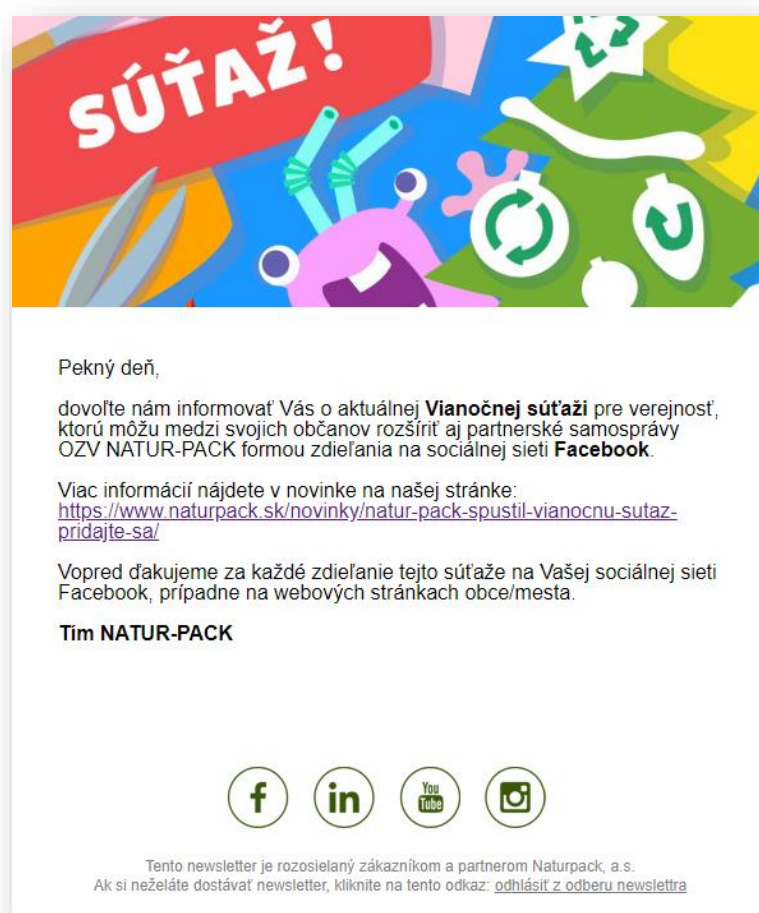 SÚŤAŽ!
Pekný deň,
dovoľte nám informovať Vás o aktuálnej Vianočnej súťaži pre verejnosť,
ktorú môžu medzi svojich občanov rozšíriť aj partnerské samosprávy
OZV NATUR-PACK formou zdieľania na sociálnej sieti Facebook.
Viac informácií nájdete v novinke na našej stránke:
https://www.naturpack.sk/novinky/natur-pack-spustil-vianocnu-sutaz-
pridajte-sa/
Vopred ďakujeme za každé zdieľanie tejto súťaže na Vašej sociálnej sieti
Facebook, prípadne na webových stránkach obce/mesta.
Tím NATUR-PACK
f in You Tube
Tento newsletter je rozosielaný zákazníkom a partnerom Naturpack, a.s.
Ak si neželáte dostávať newsletter, kliknite na tento odkaz: odhlásiť z odberu newslettra